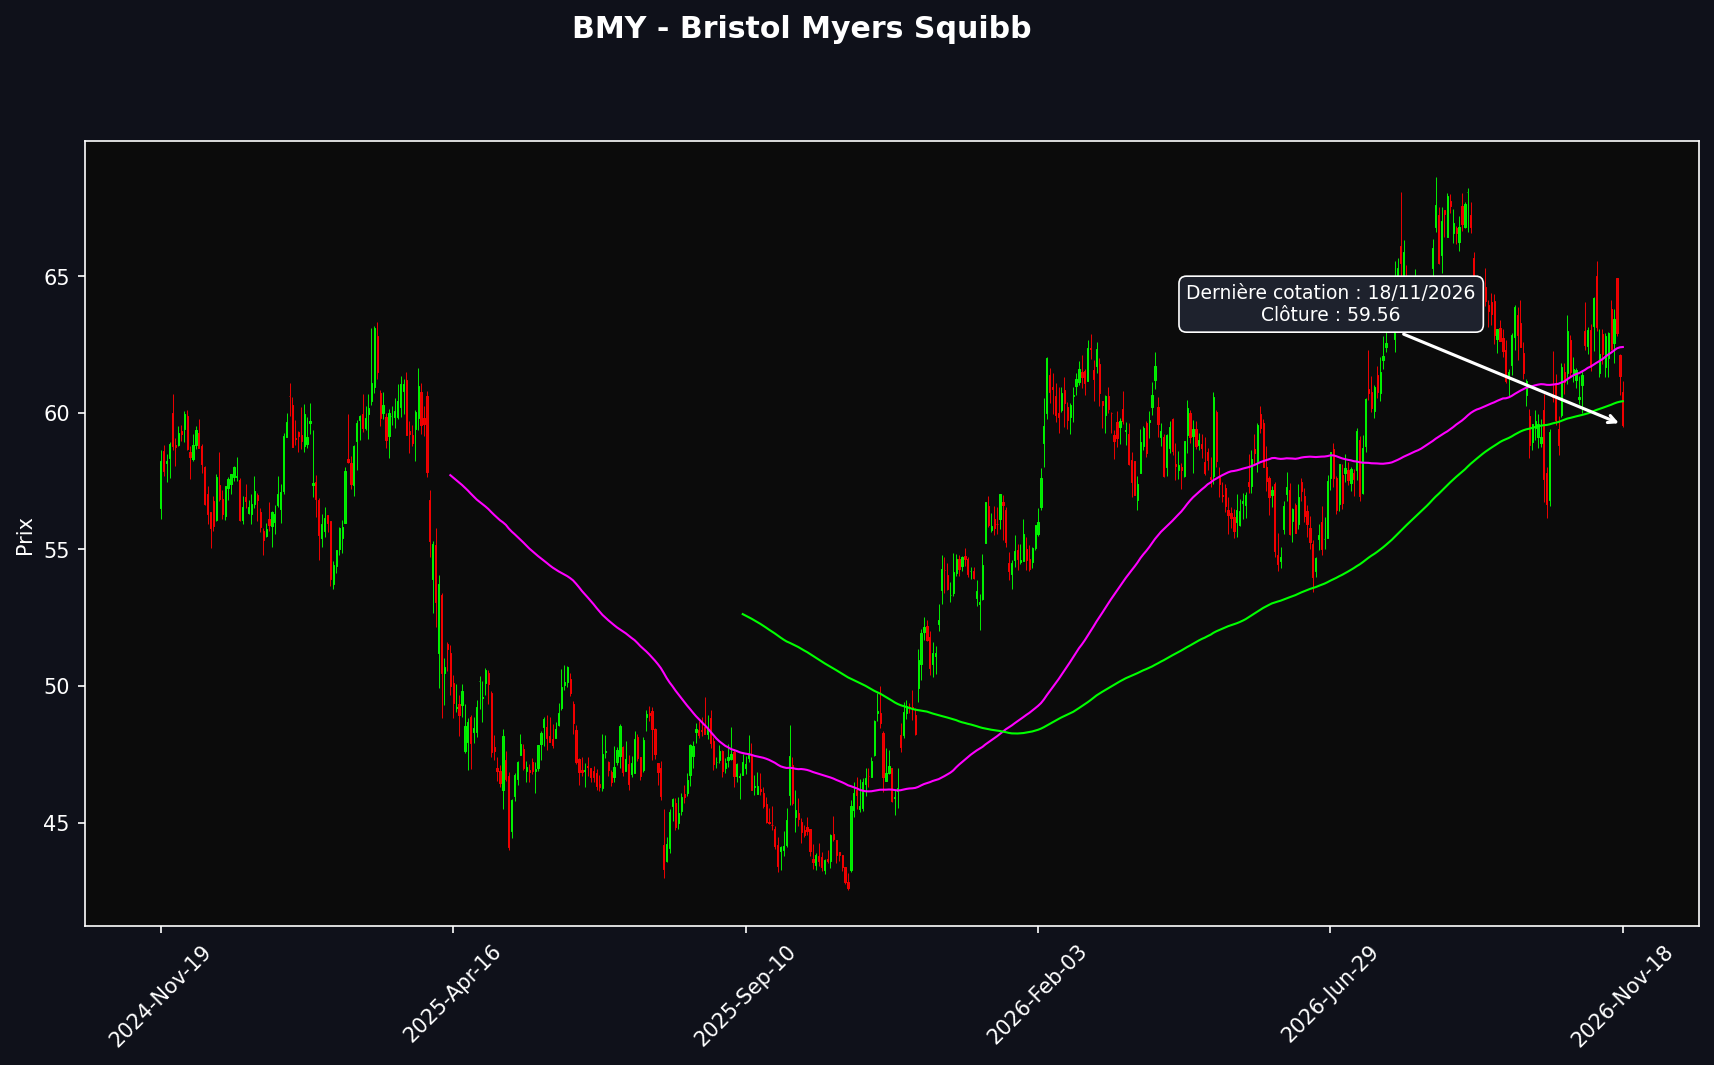 BMY - Bristol Myers Squibb
Prix
65
60
55
50
45
Dernière cotation : 18/11/2026
Clôture : 59.56
2024-Nov-19
2025-Apr-16
2025-Sep-10
2026-Feb-03
2026-Jun-29
2026-Nov-18